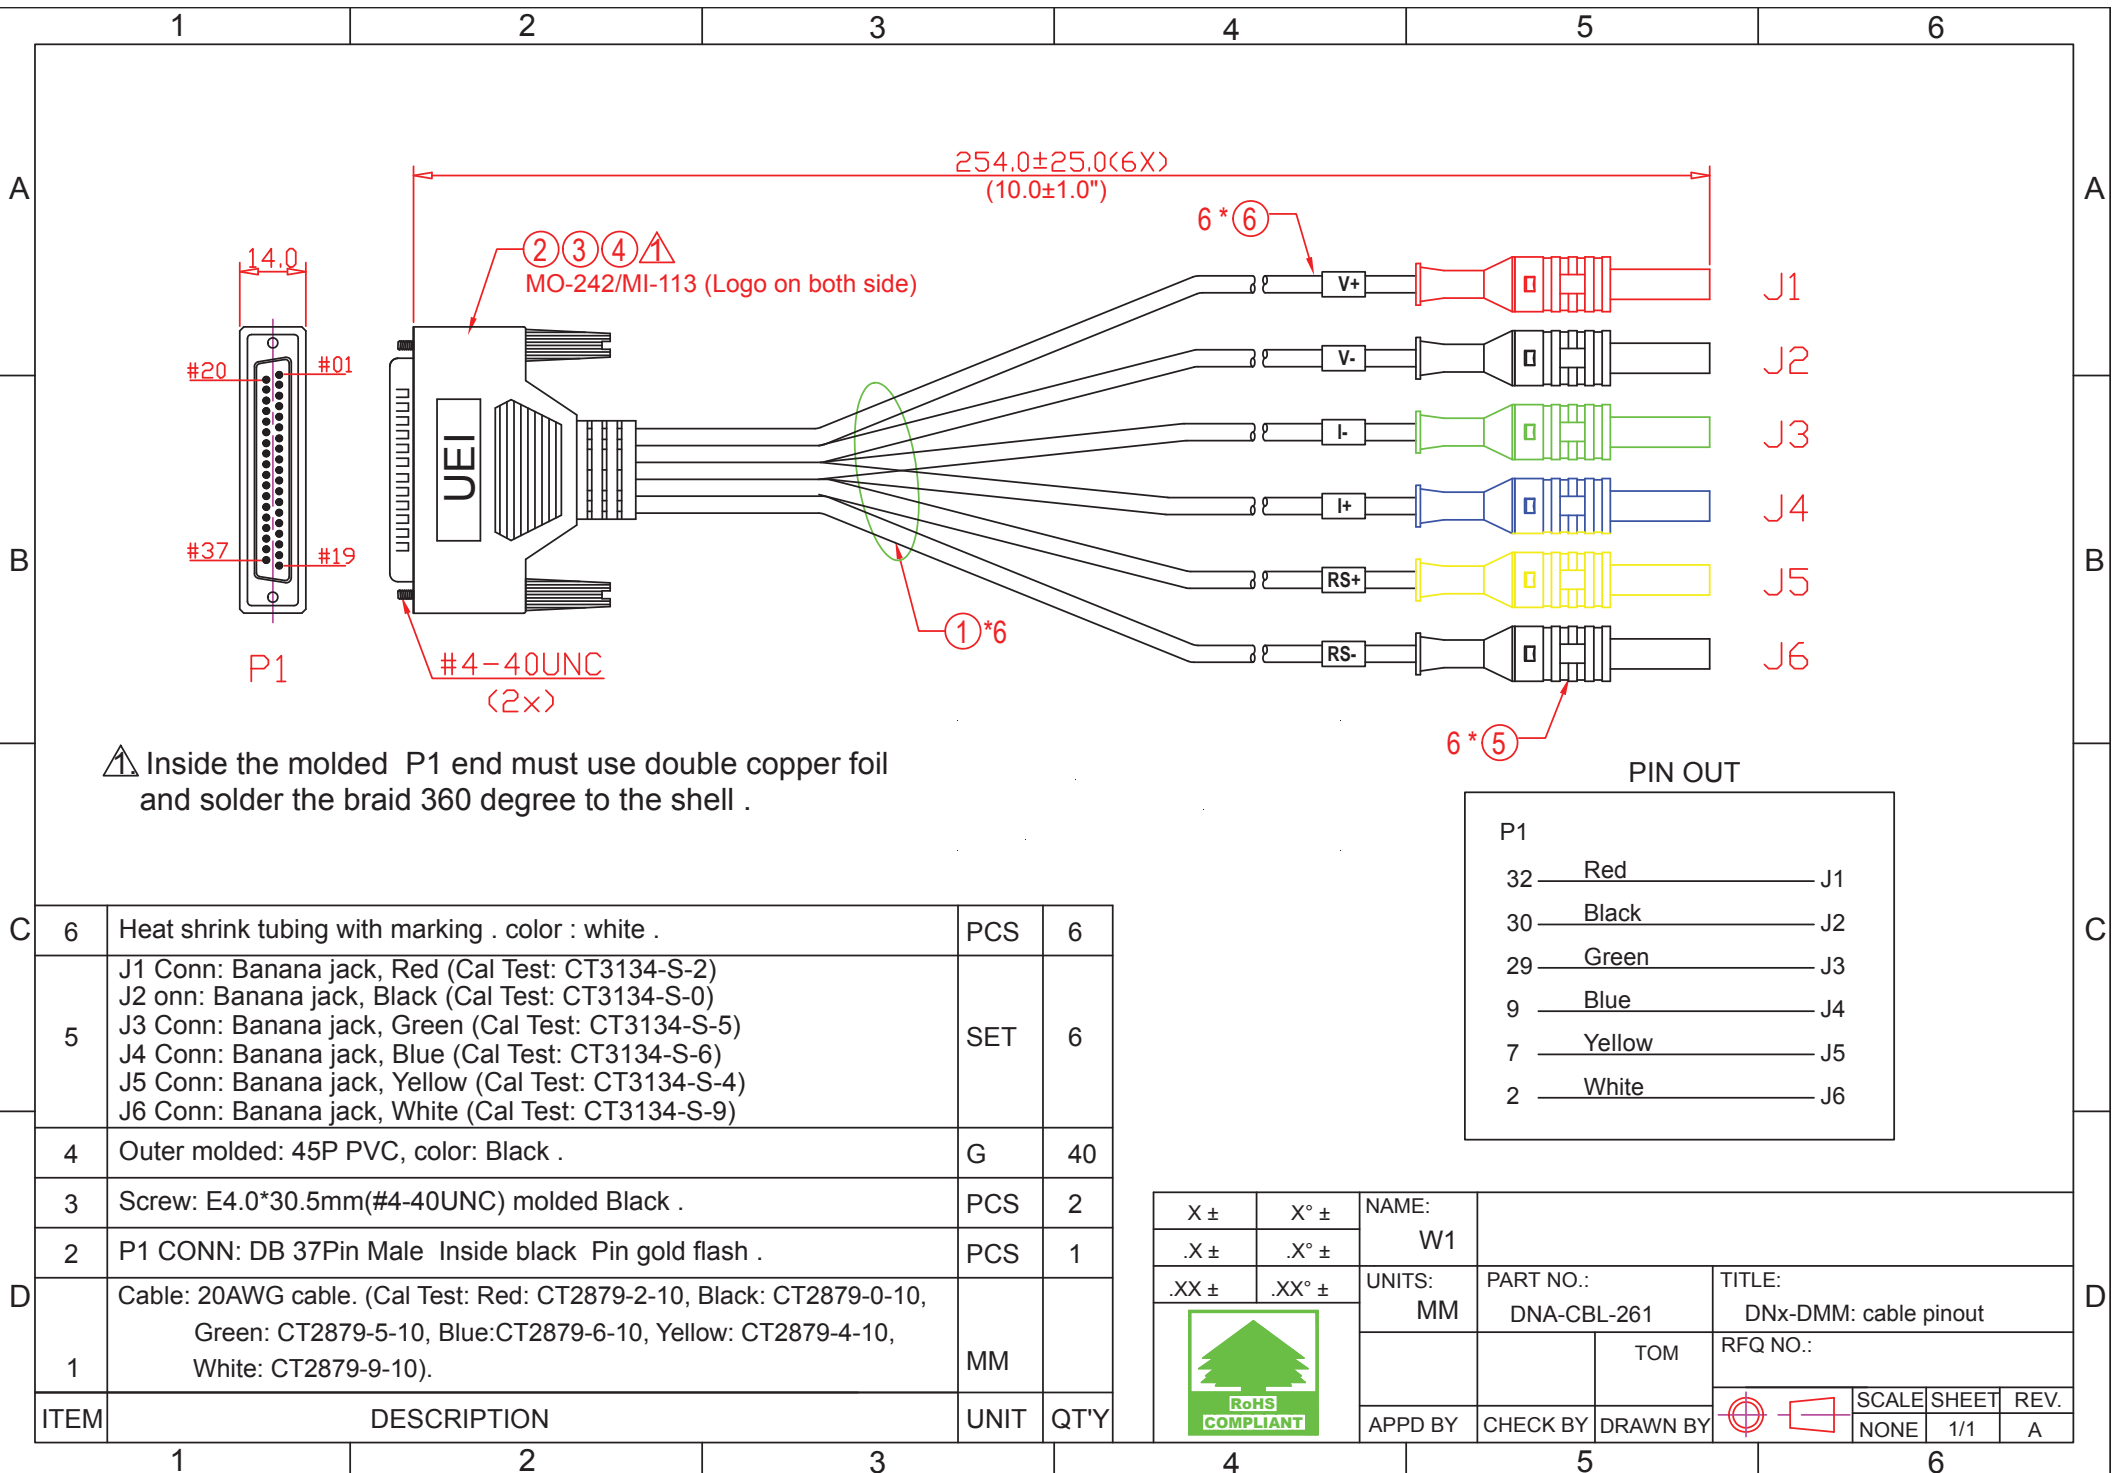 1 2 3 4 5 6
A A
B B
C C
D D
254.0±25.0(6X)
(10.0±1.0")
6 * 6
14.0
2 3 4 1
MO-242/MI-113 (Logo on both side)
V+ J1
V- J2
I- J3
I+ J4
RS+ J5
RS- J6
#20 #01
#37 #19
P1
UEI
#4-40UNC
(2x)
1 *6
6 * 5
1. Inside the molded P1 end must use double copper foil
and solder the braid 360 degree to the shell .
PIN OUT
P1
32 Red J1
30 Black J2
29 Green J3
9 Blue J4
7 Yellow J5
2 White J6
6 Heat shrink tubing with marking . color : white . PCS 6
J1 Conn: Banana jack, Red (Cal Test: CT3134-S-2)
J2 onn: Banana jack, Black (Cal Test: CT3134-S-0)
J3 Conn: Banana jack, Green (Cal Test: CT3134-S-5)
5 SET 6
J4 Conn: Banana jack, Blue (Cal Test: CT3134-S-6)
J5 Conn: Banana jack, Yellow (Cal Test: CT3134-S-4)
J6 Conn: Banana jack, White (Cal Test: CT3134-S-9)
4 Outer molded: 45P PVC, color: Black . G 40
3 Screw: E4.0*30.5mm(#4-40UNC) molded Black . PCS 2
2 P1 CONN: DB 37Pin Male Inside black Pin gold flash . PCS 1
Cable: 20AWG cable. (Cal Test: Red: CT2879-2-10, Black: CT2879-0-10,
Green: CT2879-5-10, Blue:CT2879-6-10, Yellow: CT2879-4-10,
1 White: CT2879-9-10). MM
ITEM DESCRIPTION UNIT QT'Y
X ± X° ±
.X ± .X° ±
.XX ± .XX° ±
RoHS
COMPLIANT
NAME:
W1
UNITS:
MM
PART NO.:
DNA-CBL-261
TITLE:
DNx-DMM: cable pinout
TOM
RFQ NO.:
APPD BY CHECK BY DRAWN BY
SCALE SHEET REV.
NONE 1/1 A
1 2 3 4 5 6